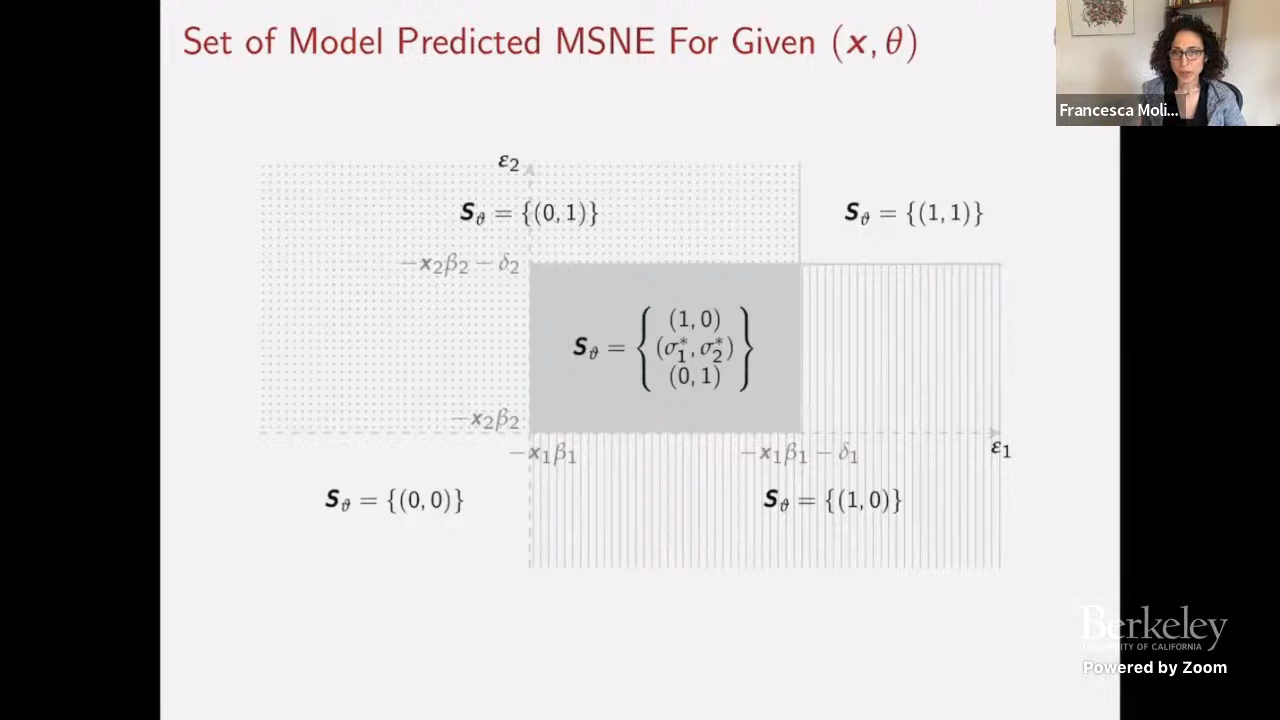 Set of Model Predicted MSNE For Given (x, θ)
Francesca Moli...
ε₂
S_ϑ = {(0, 1)}
S_ϑ = {(1, 1)}
−x₂β₂ − δ₂
(1, 0)
S_ϑ = { (σ₁*, σ₂*) }
(0, 1)
−x₂β₂
−x₁β₁
−x₁β₁ − δ₁
ε₁
S_ϑ = {(0, 0)}
S_ϑ = {(1, 0)}
Berkeley
UNIVERSITY OF CALIFORNIA
Powered by Zoom